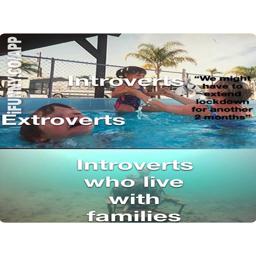 Introverts
"We might
have to
extend
lockdown
for another
2 months"
Extroverts
Introverts
who live
with
families